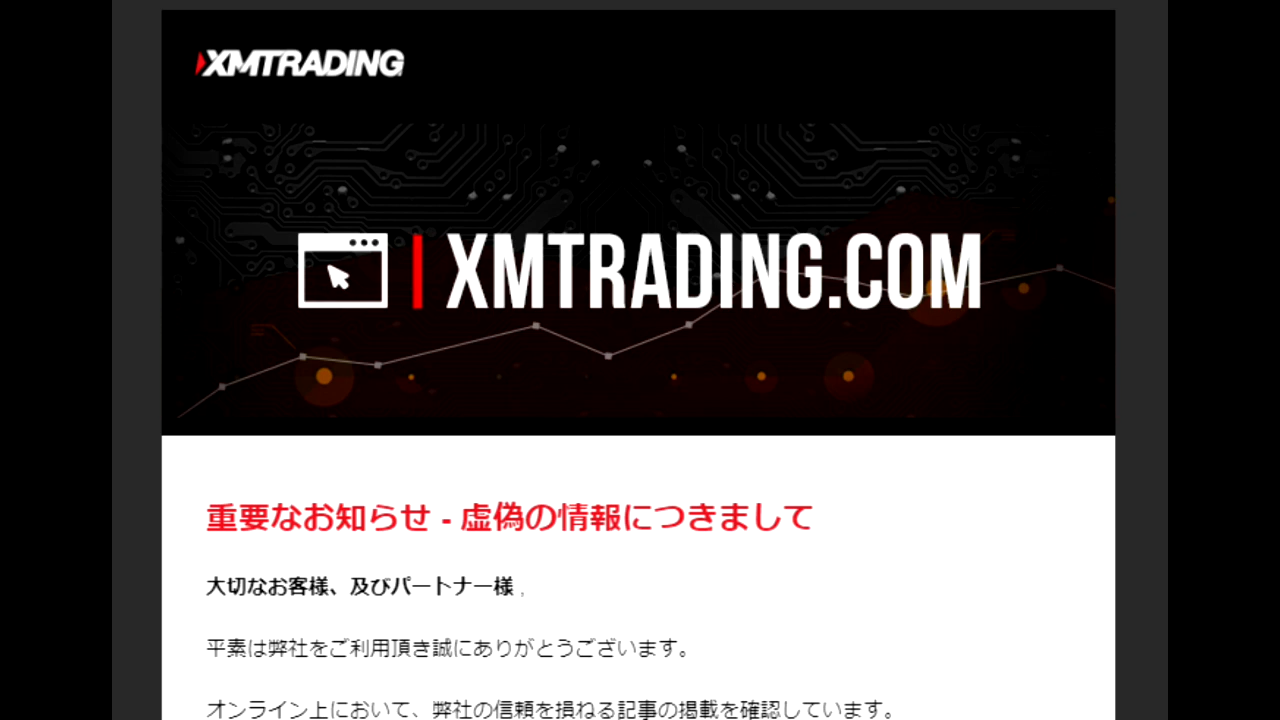 XMTRADING
XMTRADING.COM
重要なお知らせ - 虚偽の情報につきまして
大切なお客様、及びパートナー様 ,
平素は弊社をご利用頂き誠にありがとうございます。
オンライン上において、弊社の信頼を損ねる記事の掲載を確認しています。